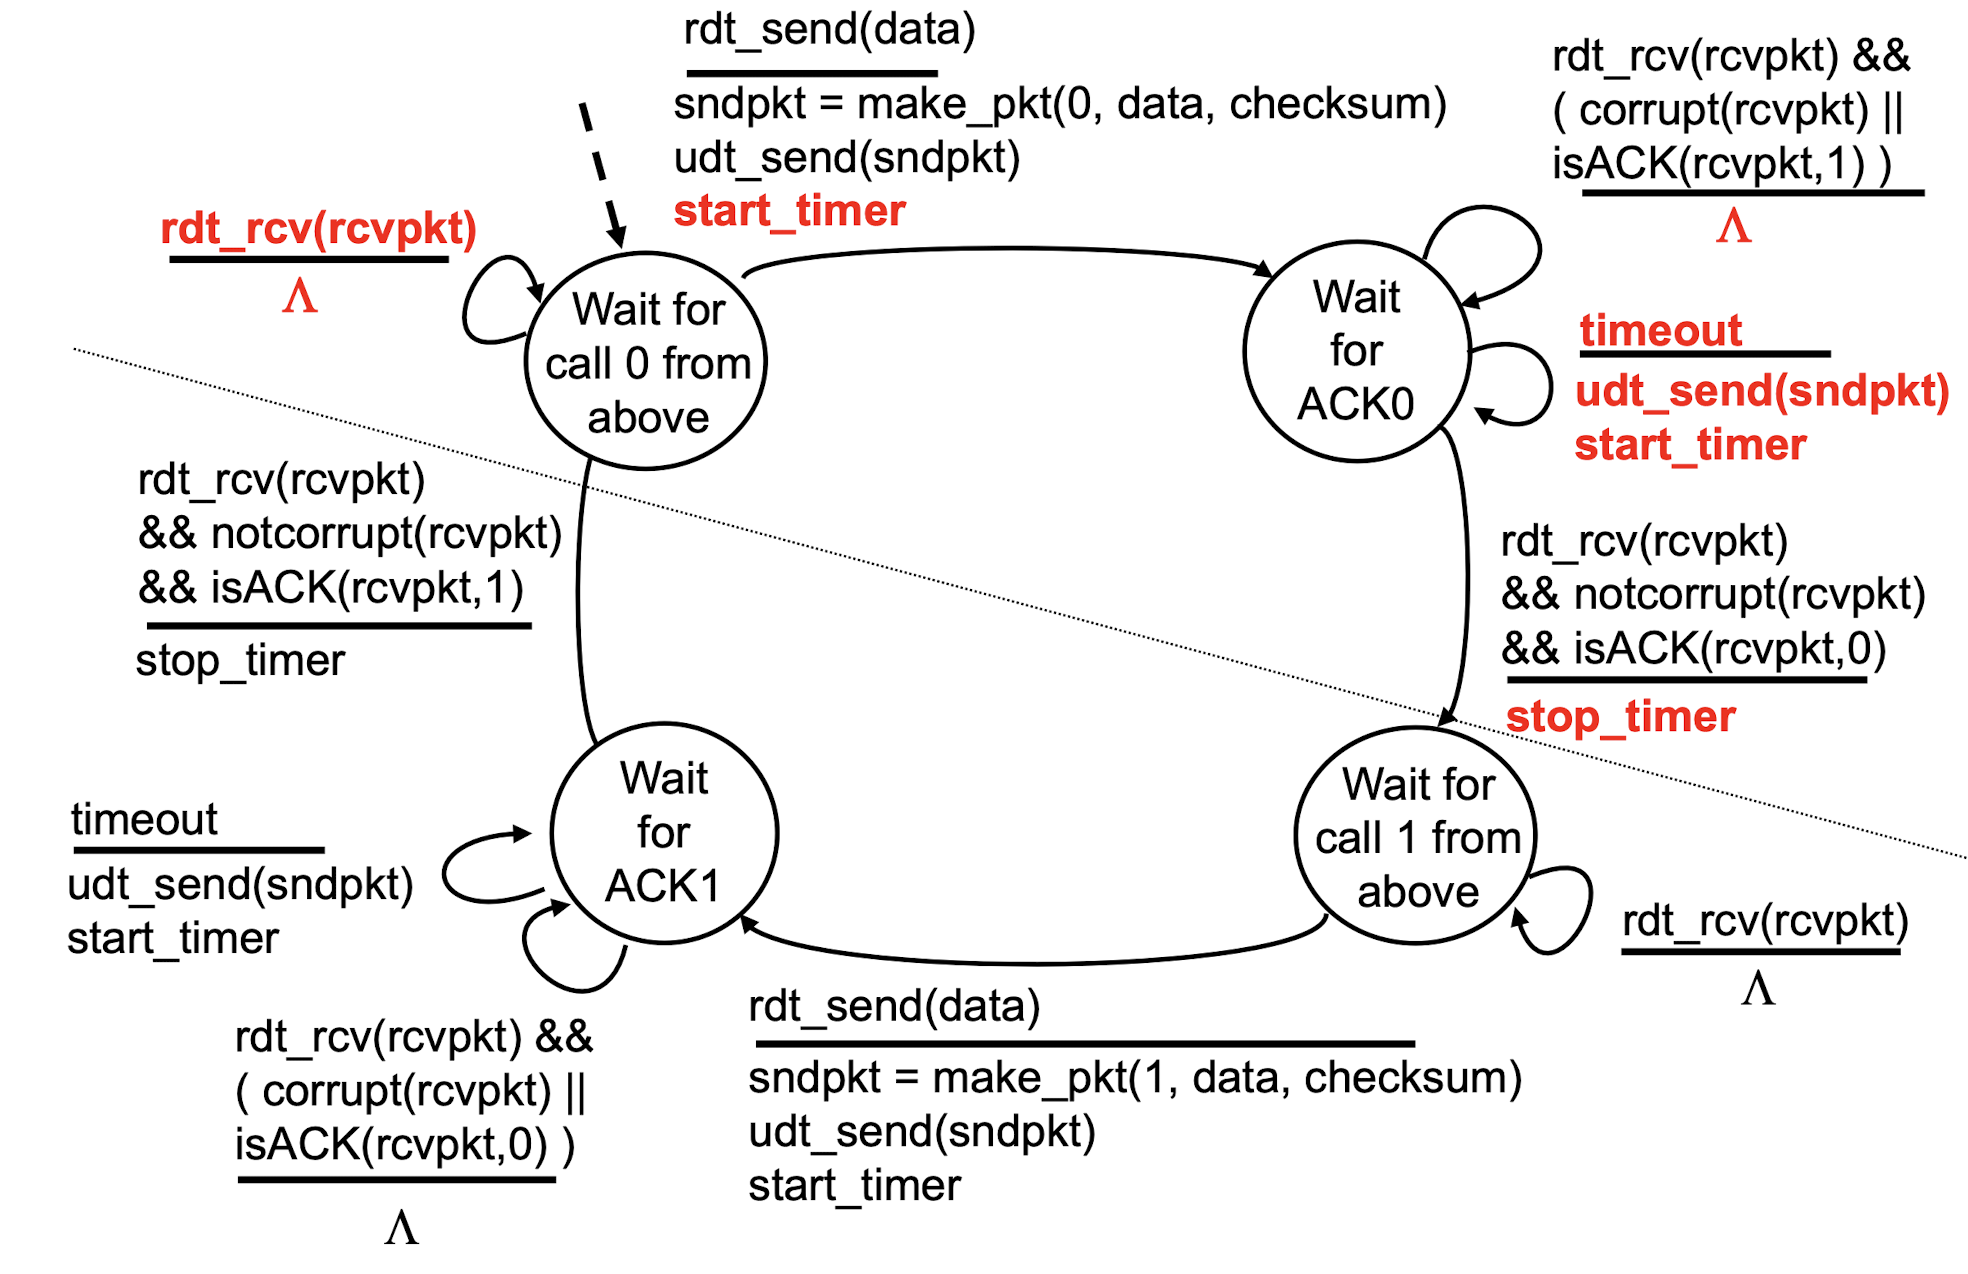 rdt_send(data)
sndpkt = make_pkt(0, data, checksum)
udt_send(sndpkt)
start_timer
rdt_rcv(rcvpkt) &&
( corrupt(rcvpkt) ||
isACK(rcvpkt,1) )
Λ
rdt_rcv(rcvpkt)
Λ
Wait for
call 0 from
above
Wait
for
ACK0
timeout
udt_send(sndpkt)
start_timer
rdt_rcv(rcvpkt)
&& notcorrupt(rcvpkt)
&& isACK(rcvpkt,1)
stop_timer
rdt_rcv(rcvpkt)
&& notcorrupt(rcvpkt)
&& isACK(rcvpkt,0)
stop_timer
Wait
for
ACK1
Wait for
call 1 from
above
timeout
udt_send(sndpkt)
start_timer
rdt_rcv(rcvpkt)
Λ
rdt_rcv(rcvpkt) &&
( corrupt(rcvpkt) ||
isACK(rcvpkt,0) )
Λ
rdt_send(data)
sndpkt = make_pkt(1, data, checksum)
udt_send(sndpkt)
start_timer